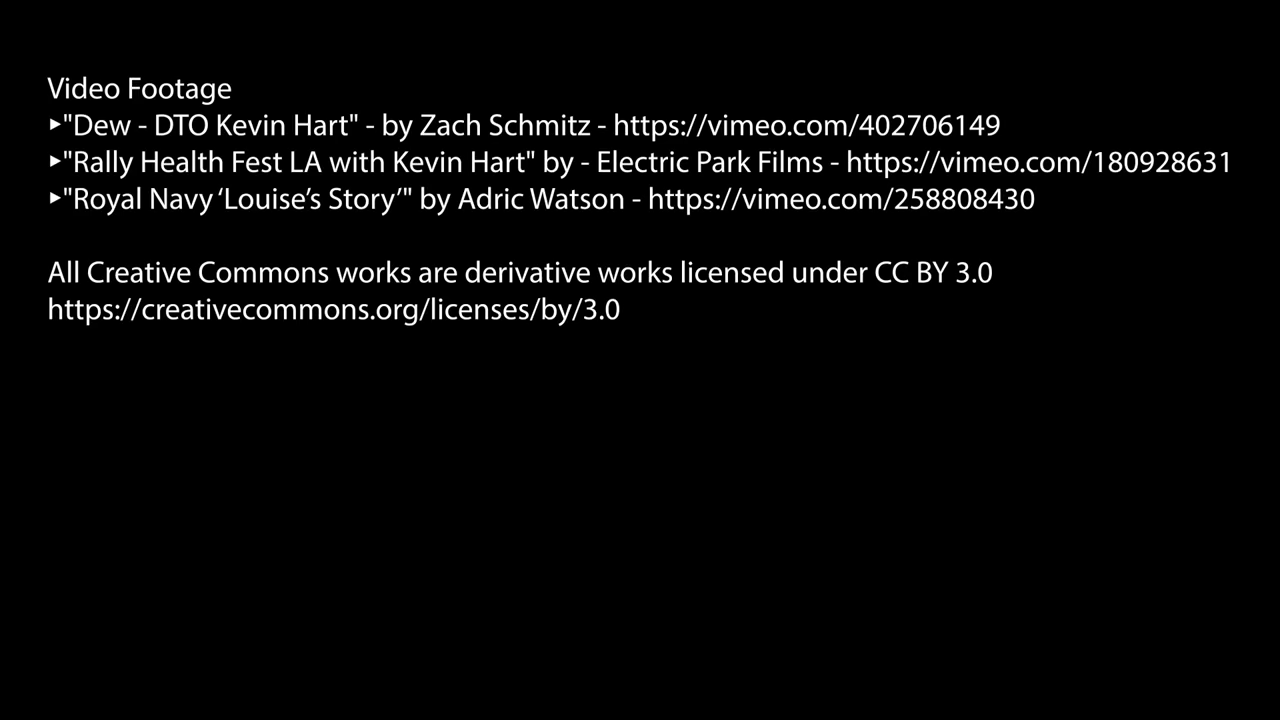 Video Footage
‣"Dew - DTO Kevin Hart" - by Zach Schmitz - https://vimeo.com/402706149
‣"Rally Health Fest LA with Kevin Hart" by - Electric Park Films - https://vimeo.com/180928631
‣"Royal Navy ‘Louise’s Story’" by Adric Watson - https://vimeo.com/258808430
All Creative Commons works are derivative works licensed under CC BY 3.0
https://creativecommons.org/licenses/by/3.0